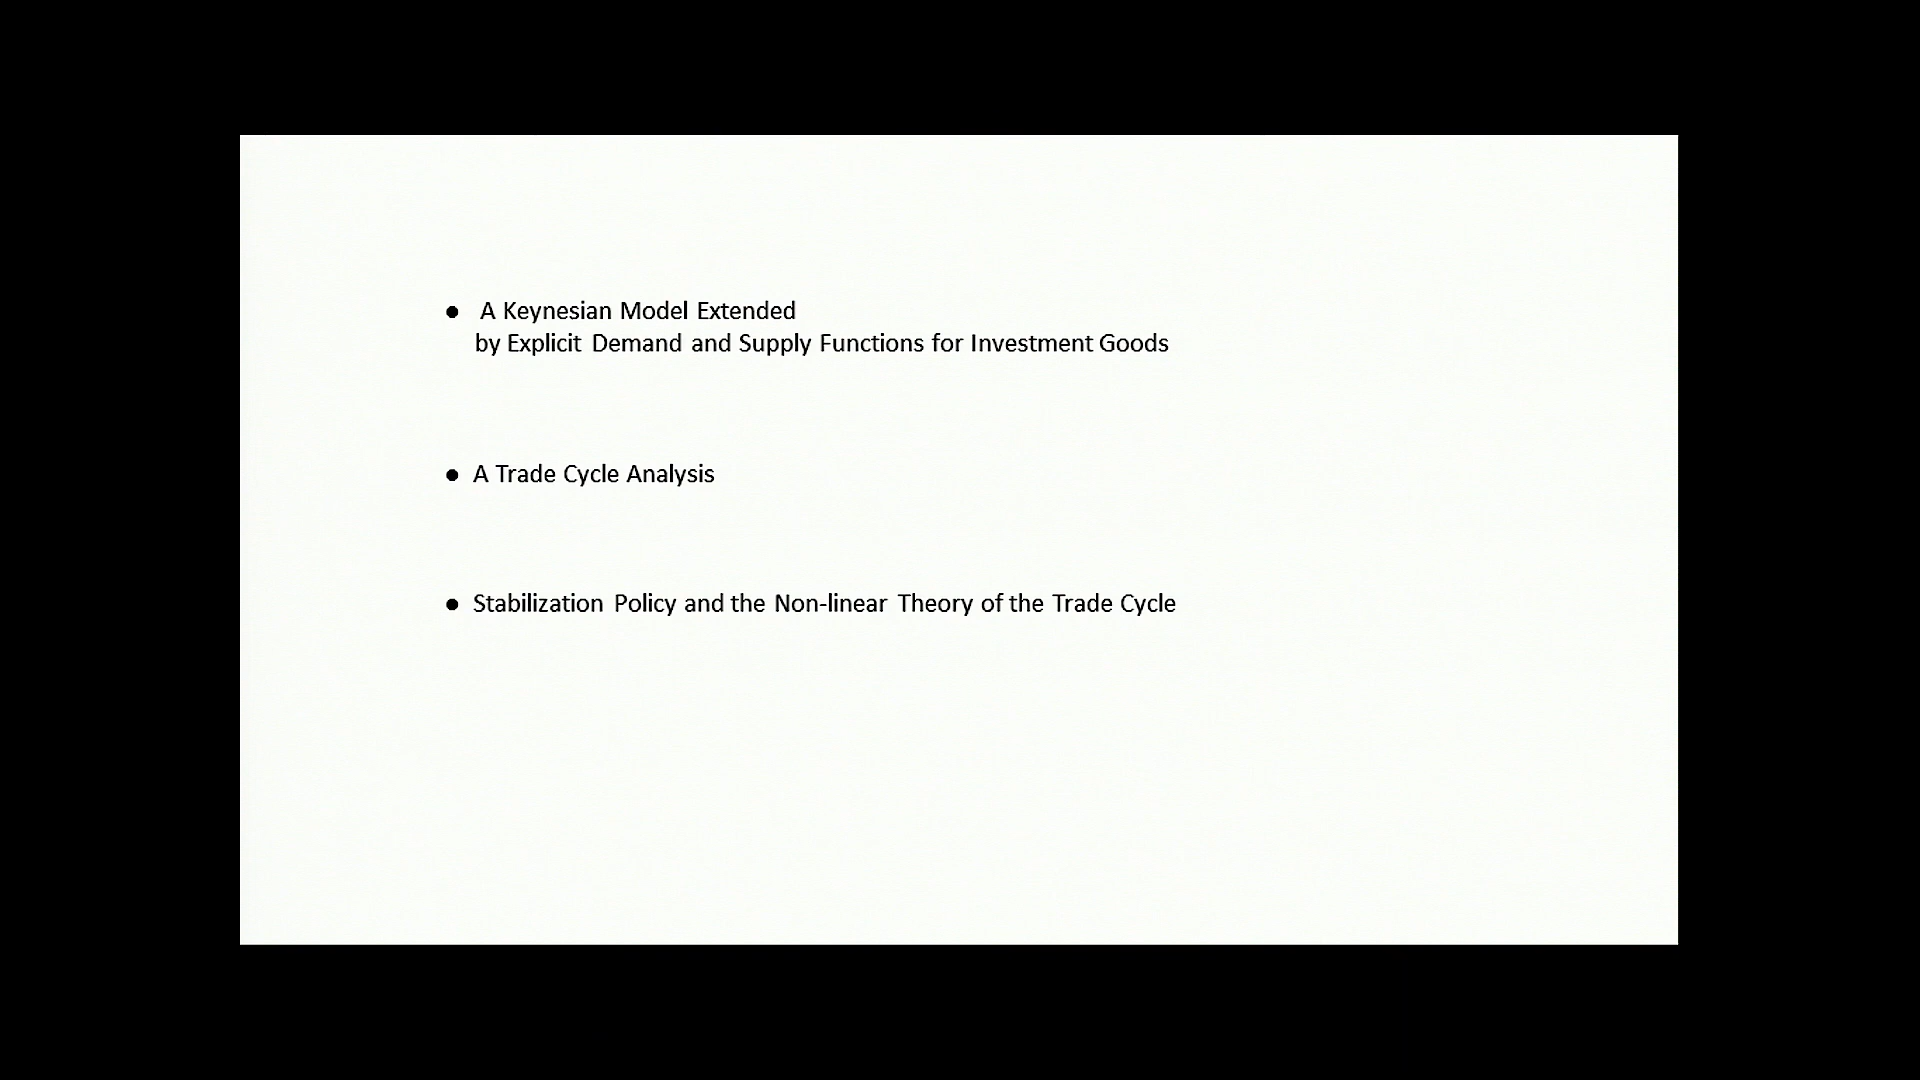 ● A Keynesian Model Extended
by Explicit Demand and Supply Functions for Investment Goods
● A Trade Cycle Analysis
● Stabilization Policy and the Non-linear Theory of the Trade Cycle